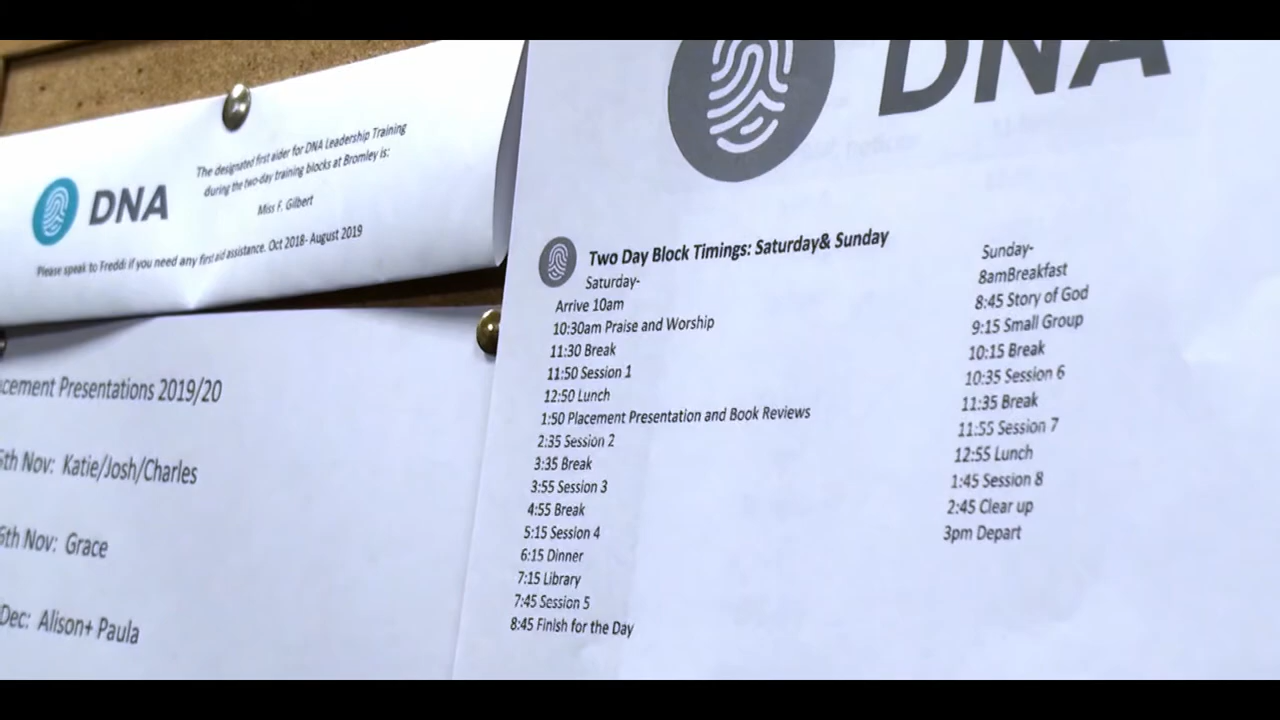 DNA
The designated first aider for DNA Leadership Training
during the two-day training blocks at Bromley is:
Miss F. Gilbert
Please speak to Freddi if you need any first aid assistance. Oct 2018- August 2019
cement Presentations 2019/20
5th Nov: Katie/Josh/Charles
6th Nov: Grace
Dec: Alison+ Paula
DNA
Two Day Block Timings: Saturday& Sunday
Saturday-
Arrive 10am
10:30am Praise and Worship
11:30 Break
11:50 Session 1
12:50 Lunch
1:50 Placement Presentation and Book Reviews
2:35 Session 2
3:35 Break
3:55 Session 3
4:55 Break
5:15 Session 4
6:15 Dinner
7:15 Library
7:45 Session 5
8:45 Finish for the Day
Sunday-
8amBreakfast
8:45 Story of God
9:15 Small Group
10:15 Break
10:35 Session 6
11:35 Break
11:55 Session 7
12:55 Lunch
1:45 Session 8
2:45 Clear up
3pm Depart